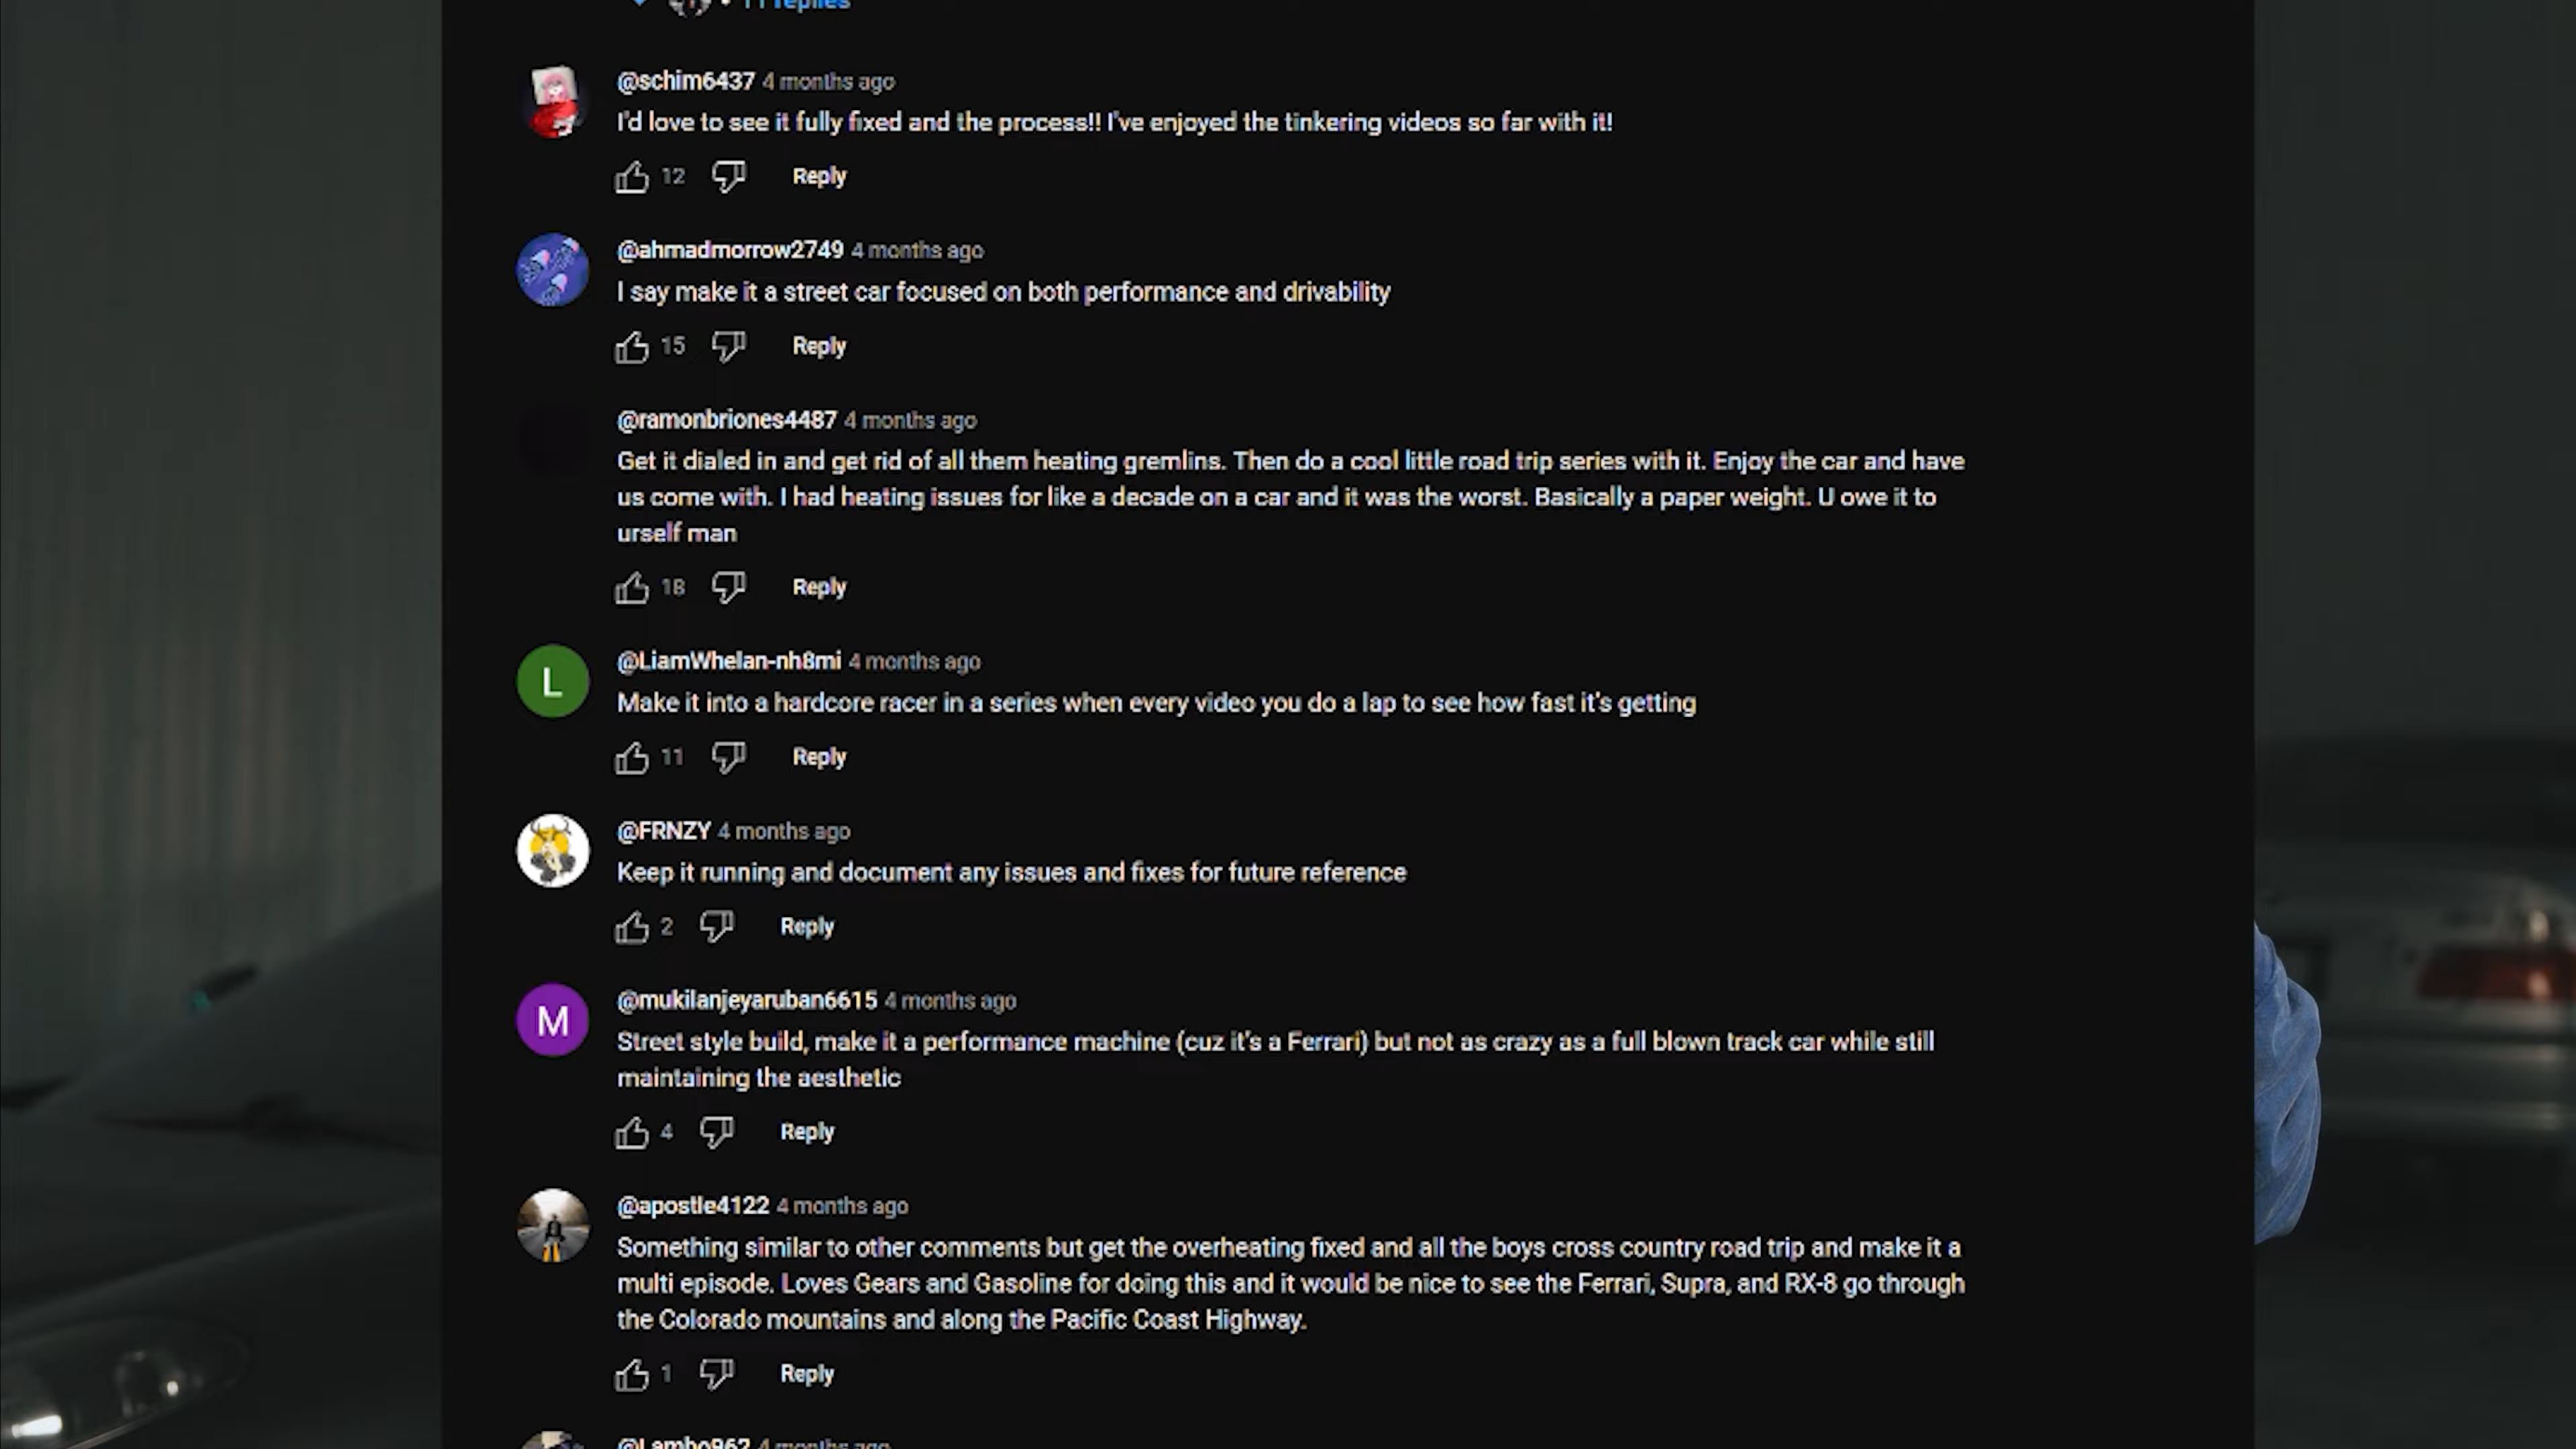 11 replies
@schim6437 4 months ago
I'd love to see it fully fixed and the process!! I've enjoyed the tinkering videos so far with it!
12 Reply
@ahmadmorrow2749 4 months ago
I say make it a street car focused on both performance and drivability
15 Reply
@ramonbriones4487 4 months ago
Get it dialed in and get rid of all them heating gremlins. Then do a cool little road trip series with it. Enjoy the car and have
us come with. I had heating issues for like a decade on a car and it was the worst. Basically a paper weight. U owe it to
urself man
18 Reply
L
@LiamWhelan-nh8mi 4 months ago
Make it into a hardcore racer in a series when every video you do a lap to see how fast it's getting
11 Reply
@FRNZY 4 months ago
Keep it running and document any issues and fixes for future reference
2 Reply
M
@mukilanjeyaruban6615 4 months ago
Street style build, make it a performance machine (cuz it's a Ferrari) but not as crazy as a full blown track car while still
maintaining the aesthetic
4 Reply
@apostle4122 4 months ago
Something similar to other comments but get the overheating fixed and all the boys cross country road trip and make it a
multi episode. Loves Gears and Gasoline for doing this and it would be nice to see the Ferrari, Supra, and RX-8 go through
the Colorado mountains and along the Pacific Coast Highway.
1 Reply
@Lambo962 4 months ago